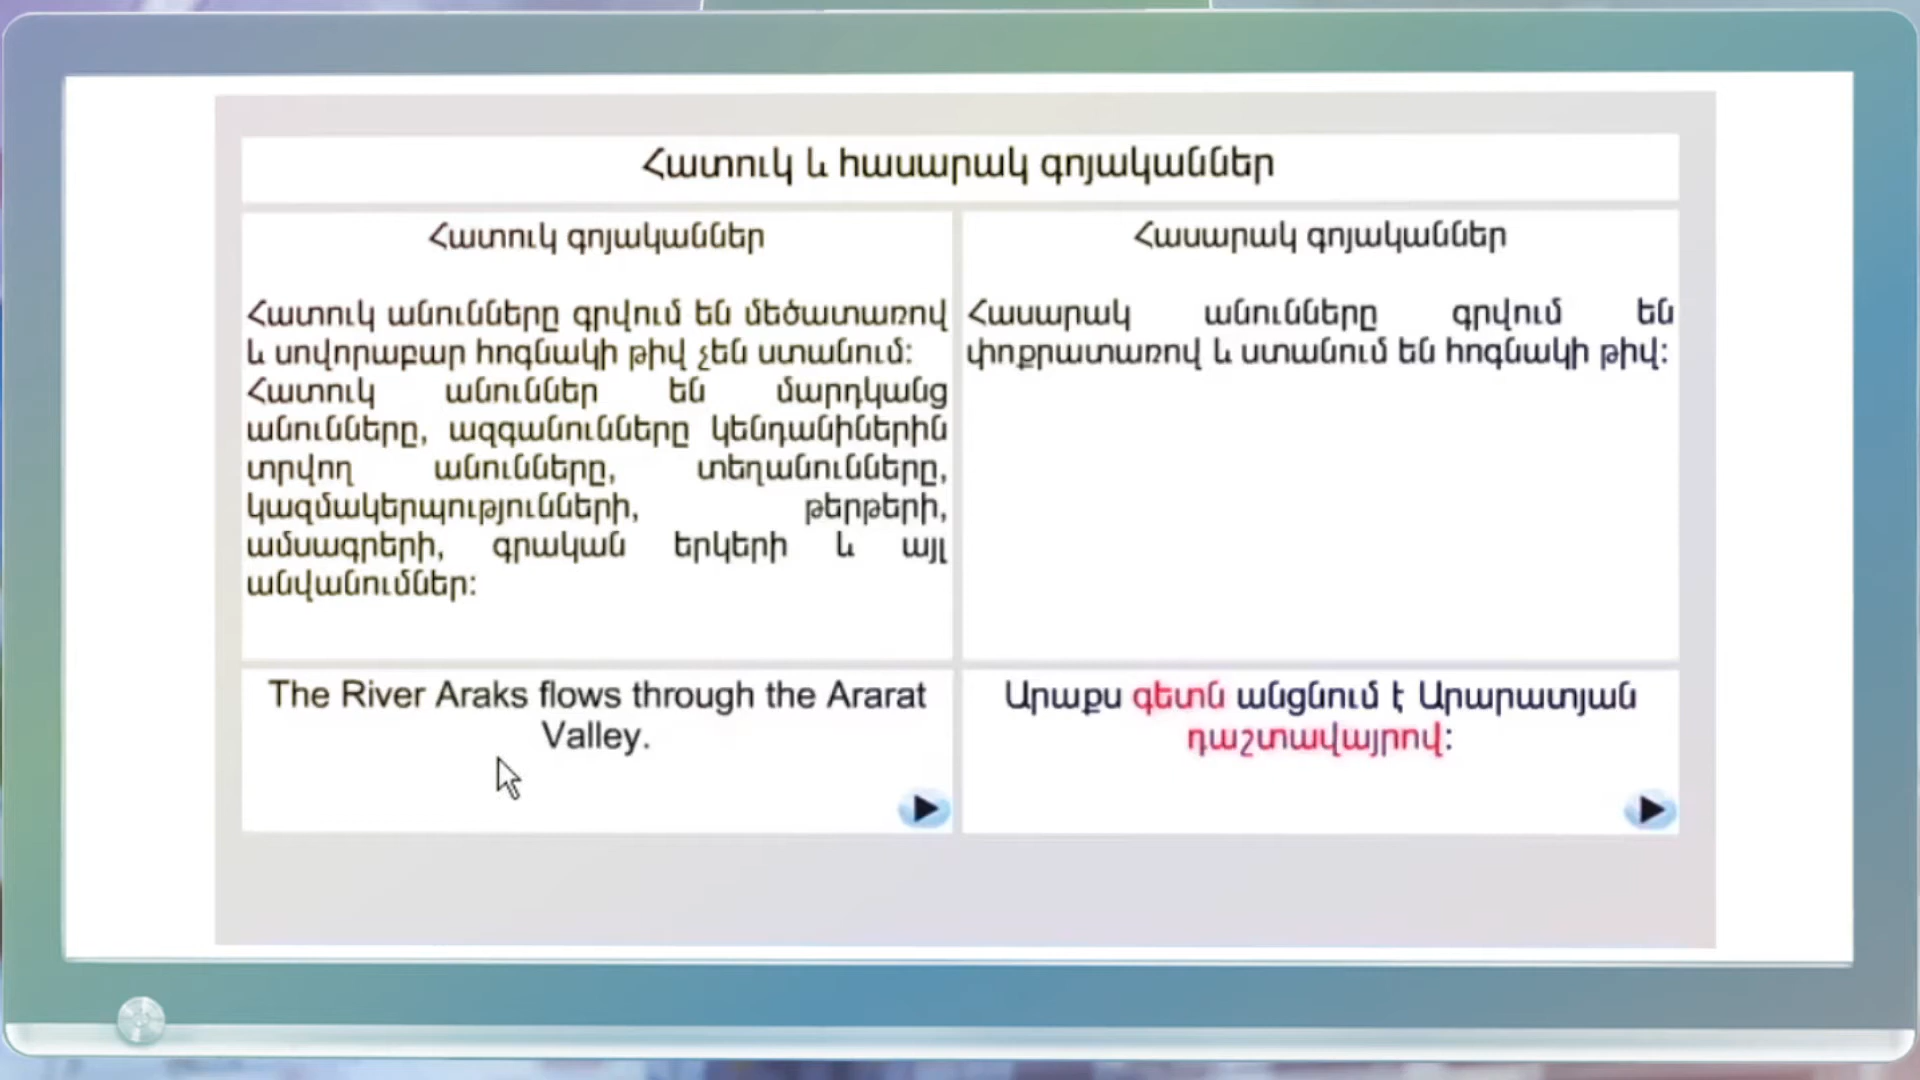 Հատուկ և հասարակ գոյականներ
Հատուկ գոյականներ
Հատուկ անունները գրվում են մեծատառով
և սովորաբար հոգնակի թիվ չեն ստանում:
Հատուկ անուններ են մարդկանց
անունները, ազգանունները կենդանիներին
տրվող անունները, տեղանունները,
կազմակերպությունների, թերթերի,
ամսագրերի, գրական երկերի և այլ
անվանումներ:
Հասարակ գոյականներ
Հասարակ անունները գրվում են
փոքրատառով և ստանում են հոգնակի թիվ:
The River Araks flows through the Ararat
Valley.
Արաքս գետն անցնում է Արարատյան
դաշտավայրով: